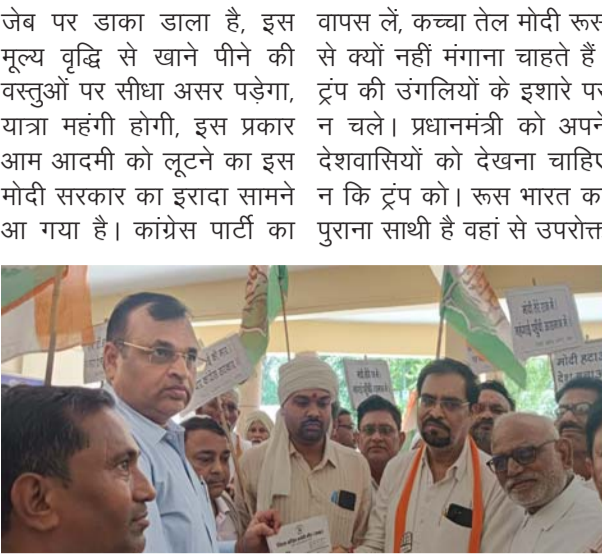 जेब पर डाका डाला है, इस
मूल्य वृद्धि से खाने पीने की
वस्तुओं पर सीधा असर पड़ेगा,
यात्रा महंगी होगी, इस प्रकार
आम आदमी को लूटने का इस
मोदी सरकार का इरादा सामने
आ गया है। कांग्रेस पार्टी का
वापस लें, कच्चा तेल मोदी रूस
से क्यों नहीं मंगाना चाहते हैं
ट्रंप की उंगलियों के इशारे पर
न चले। प्रधानमंत्री को अपने
देशवासियों को देखना चाहिए
न कि ट्रंप को। रूस भारत का
पुराना साथी है वहां से उपरोक्त
मोदी हटाओ